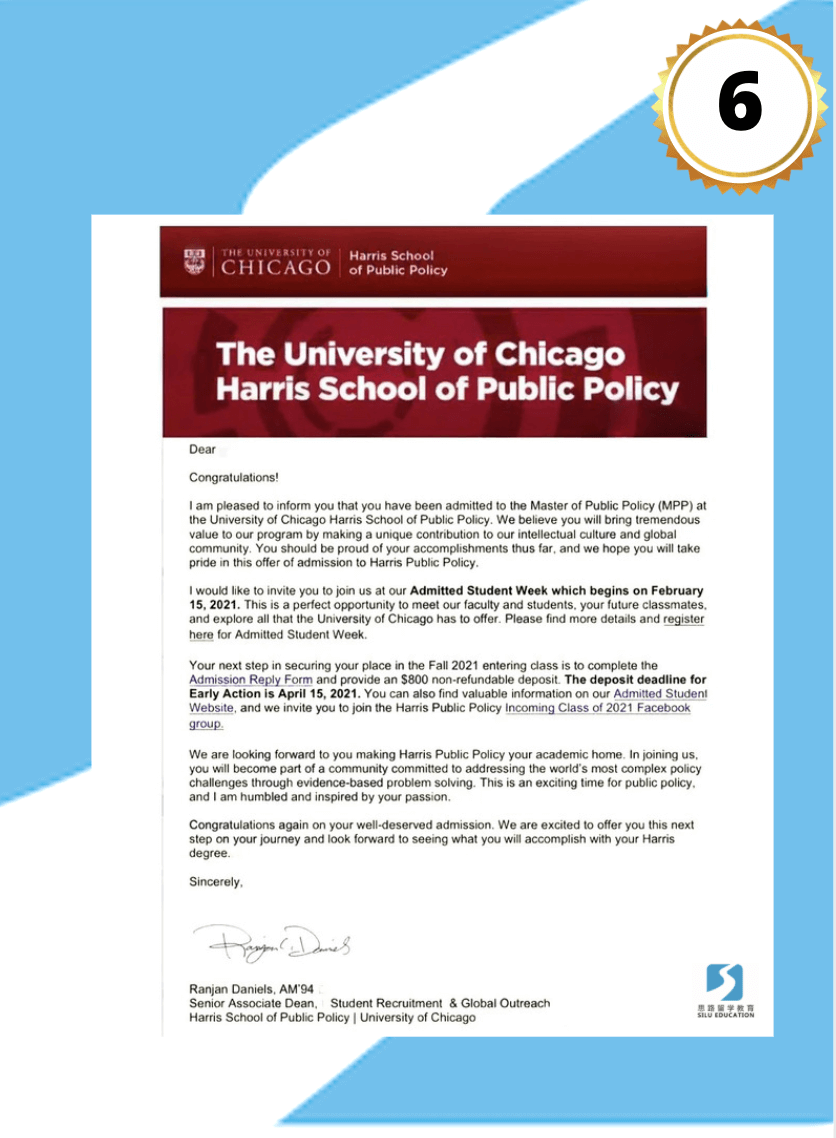 6
THE UNIVERSITY OF
CHICAGO
Harris School
of Public Policy
The University of Chicago
Harris School of Public Policy
Dear
Congratulations!
I am pleased to inform you that you have been admitted to the Master of Public Policy (MPP) at
the University of Chicago Harris School of Public Policy. We believe you will bring tremendous
value to our program by making a unique contribution to our intellectual culture and global
community. You should be proud of your accomplishments thus far, and we hope you will take
pride in this offer of admission to Harris Public Policy.
I would like to invite you to join us at our Admitted Student Week which begins on February
15, 2021. This is a perfect opportunity to meet our faculty and students, your future classmates,
and explore all that the University of Chicago has to offer. Please find more details and register
here for Admitted Student Week.
Your next step in securing your place in the Fall 2021 entering class is to complete the
Admission Reply Form and provide an $800 non-refundable deposit. The deposit deadline for
Early Action is April 15, 2021. You can also find valuable information on our Admitted Student
Website, and we invite you to join the Harris Public Policy Incoming Class of 2021 Facebook
group.
We are looking forward to you making Harris Public Policy your academic home. In joining us,
you will become part of a community committed to addressing the world's most complex policy
challenges through evidence-based problem solving. This is an exciting time for public policy,
and I am humbled and inspired by your passion.
Congratulations again on your well-deserved admission. We are excited to offer you this next
step on your journey and look forward to seeing what you will accomplish with your Harris
degree.
Sincerely,
Ranjan C. Daniels
Ranjan Daniels, AM'94
Senior Associate Dean, Student Recruitment & Global Outreach
Harris School of Public Policy | University of Chicago
思路留学教育
SILU EDUCATION